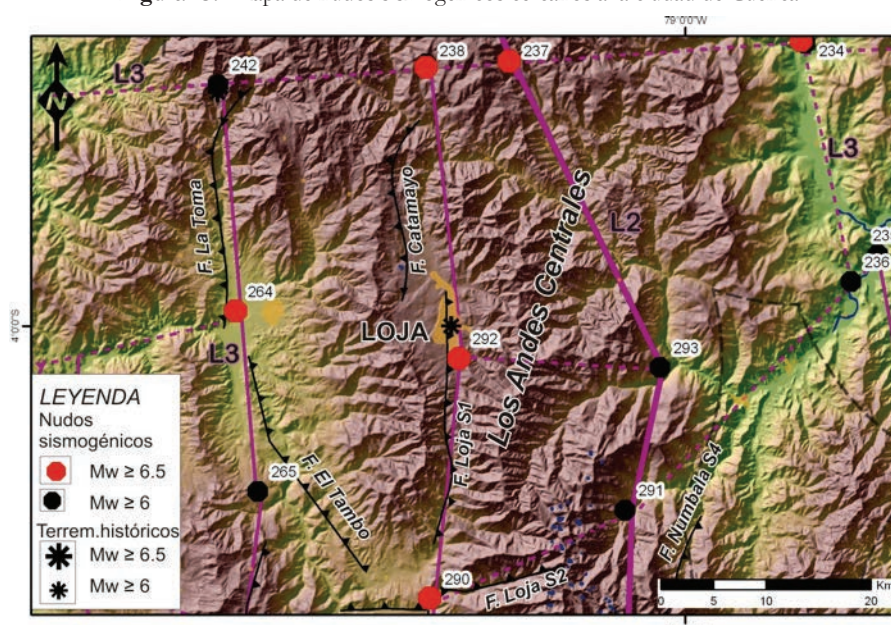 79°0'0"W
234
237
238
242
L3
N
L3
F. La Toma
F. Catamayo
Los Andes Centrales
L2
236
264
4°0'0"S
LOJA
292
293
L3
LEYENDA
Nudos
sismogénicos
Mw ≥ 6.5
Mw ≥ 6
Terrem.históricos
Mw ≥ 6.5
Mw ≥ 6
265
F. El Tambo
F. Loja S1
291
F. Numbala S4
290
F. Loja S2
Km
0 5 10 20